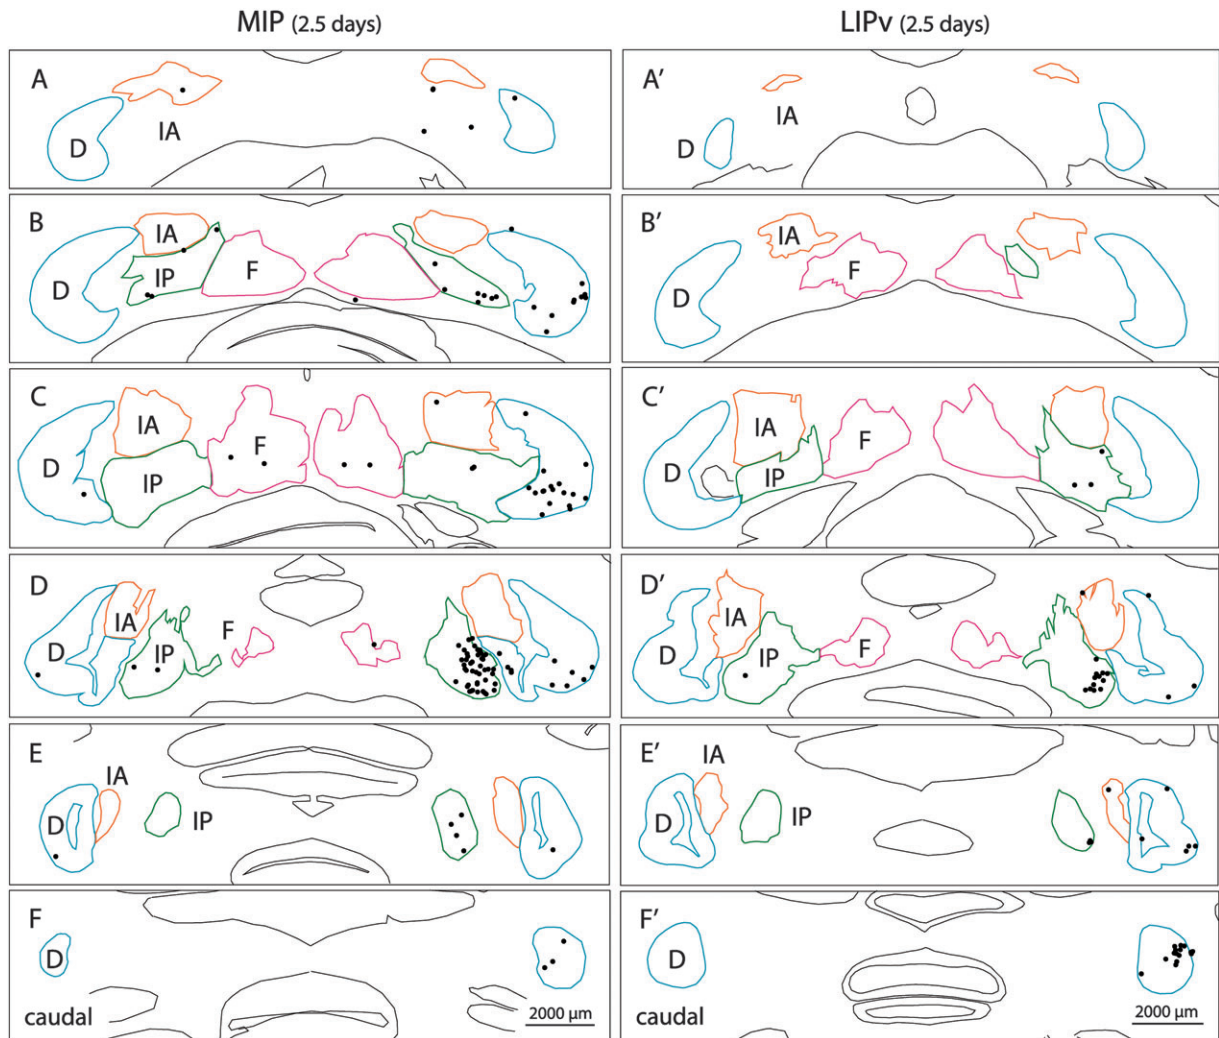 MIP (2.5 days)
LIPv (2.5 days)
A
D
IA
A′
D
IA
B
D
IA
IP
F
B′
D
IA
F
C
D
IA
IP
F
C′
D
IA
IP
F
D
D
IA
IP
F
D′
D
IA
IP
F
E
D
IA
IP
E′
D
IA
IP
F
D
caudal
2000 µm
F′
D
caudal
2000 µm